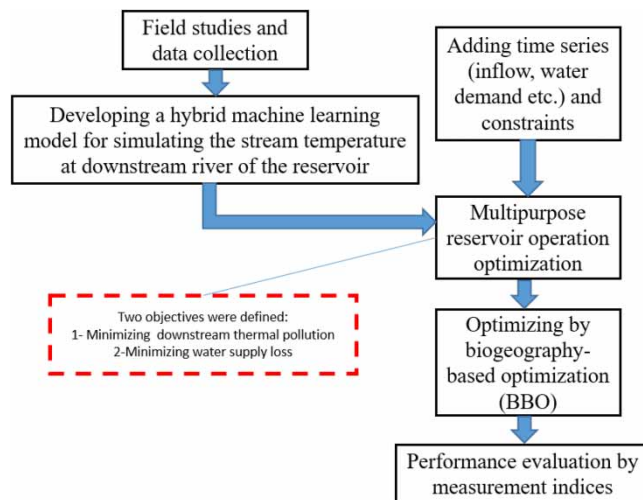 Field studies and
data collection
Adding time series
(inflow, water
demand etc.) and
constraints
Developing a hybrid machine learning
model for simulating the stream temperature
at downstream river of the reservoir
Multipurpose
reservoir operation
optimization
Two objectives were defined:
1- Minimizing downstream thermal pollution
2-Minimizing water supply loss
Optimizing by
biogeography-
based optimization
(BBO)
Performance evaluation by
measurement indices